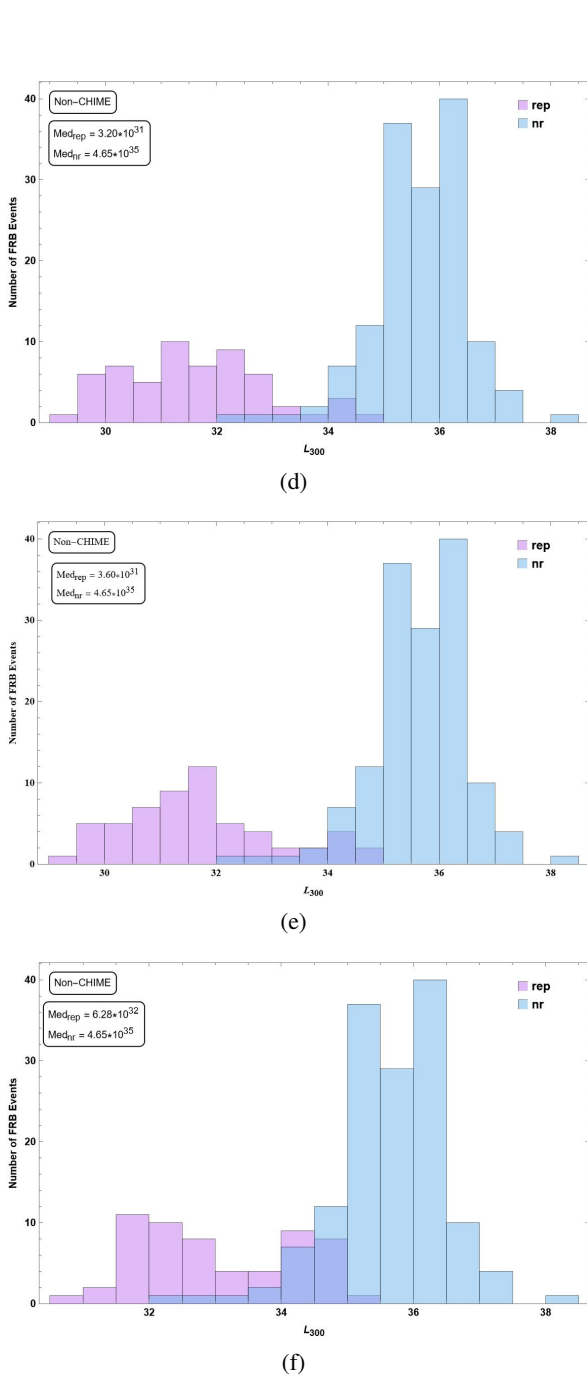 Non−CHIME
Med_rep = 3.20*10^31
Med_nr = 4.65*10^35
rep
nr
Number of FRB Events
40
30
20
10
0
30 32 34 36 38
L_300
(d)
Non−CHIME
Med_rep = 3.60*10^31
Med_nr = 4.65*10^35
rep
nr
Number of FRB Events
40
30
20
10
0
30 32 34 36 38
L_300
(e)
Non−CHIME
Med_rep = 6.28*10^32
Med_nr = 4.65*10^35
rep
nr
Number of FRB Events
40
30
20
10
0
32 34 36 38
L_300
(f)